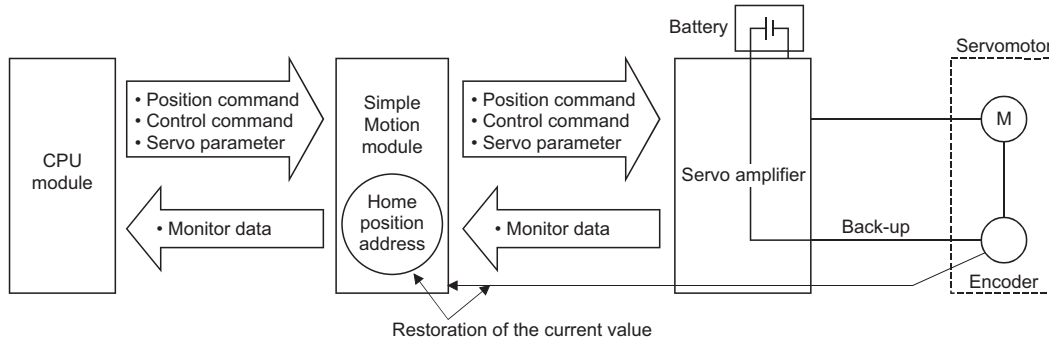 Battery
Servomotor
CPU
module
• Position command
• Control command
• Servo parameter
• Monitor data
Simple
Motion
module
Home
position
address
• Position command
• Control command
• Servo parameter
• Monitor data
Servo amplifier
M
Back-up
Encoder
Restoration of the current value